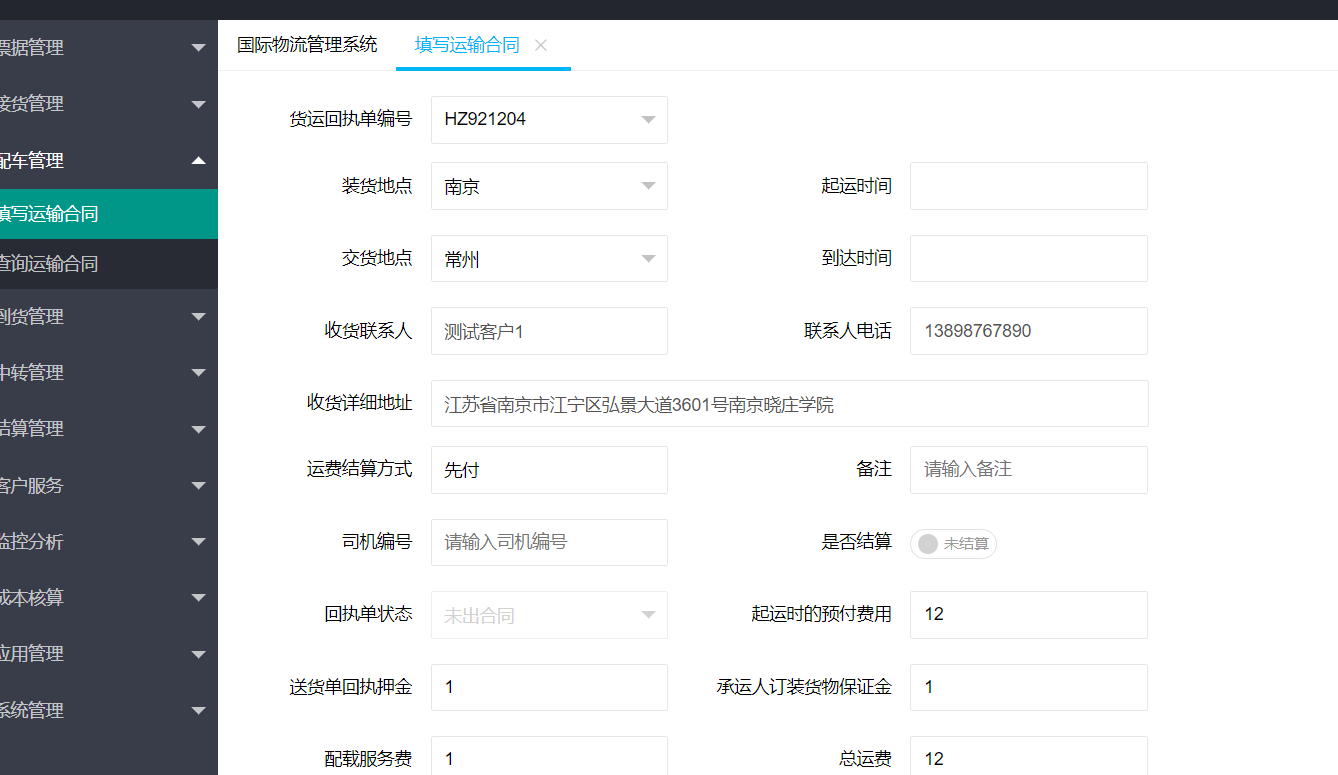 票据管理
接货管理
配车管理
填写运输合同
查询运输合同
到货管理
中转管理
结算管理
客户服务
监控分析
成本核算
应用管理
系统管理
国际物流管理系统 填写运输合同
货运回执单编号 HZ921204
装货地点 南京 起运时间
交货地点 常州 到达时间
收货联系人 测试客户1 联系人电话 13898767890
收货详细地址 江苏省南京市江宁区弘景大道3601号南京晓庄学院
运费结算方式 先付 备注 请输入备注
司机编号 请输入司机编号 是否结算 未结算
回执单状态 未出合同 起运时的预付费用 12
送货单回执押金 1 承运人订装货物保证金 1
配载服务费 1 总运费 12